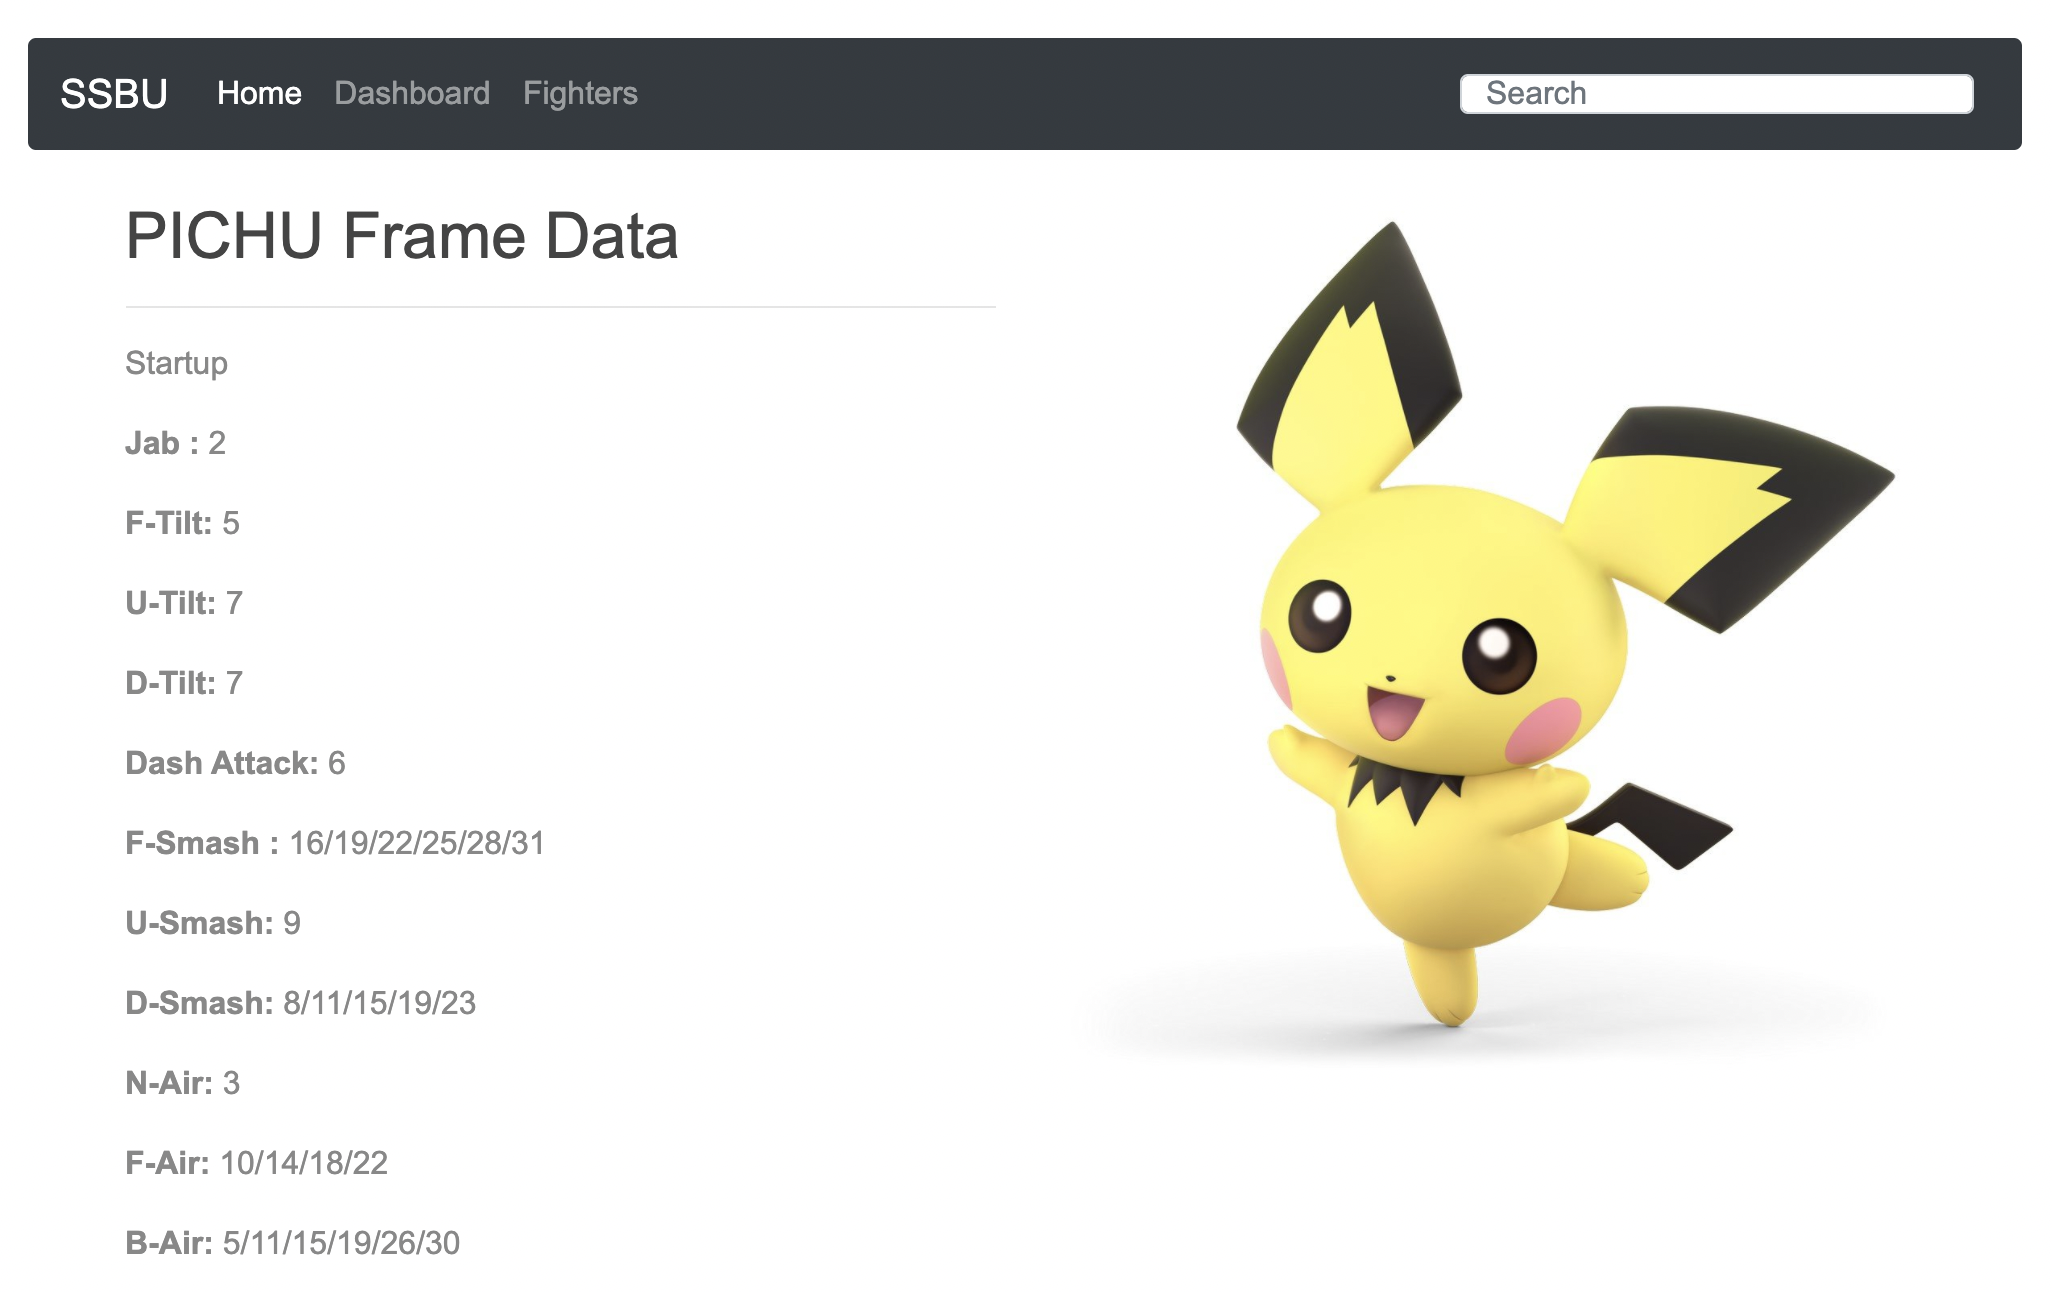 SSBU Home Dashboard Fighters Search
PICHU Frame Data
Startup
Jab : 2
F-Tilt: 5
U-Tilt: 7
D-Tilt: 7
Dash Attack: 6
F-Smash : 16/19/22/25/28/31
U-Smash: 9
D-Smash: 8/11/15/19/23
N-Air: 3
F-Air: 10/14/18/22
B-Air: 5/11/15/19/26/30